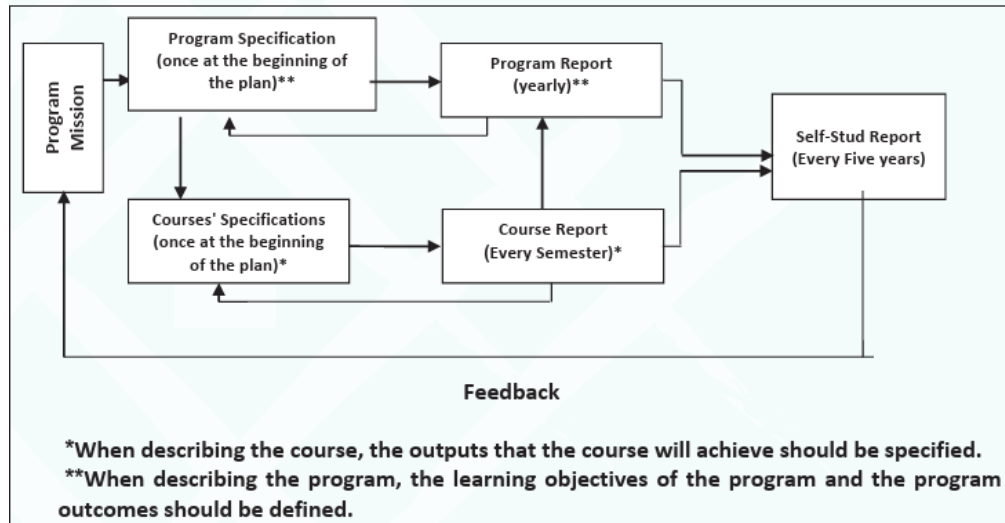 Program
Mission
Program Specification
(once at the beginning of
the plan)**
Program Report
(yearly)**
Self-Stud Report
(Every Five years)
Courses' Specifications
(once at the beginning
of the plan)*
Course Report
(Every Semester)*
Feedback
*When describing the course, the outputs that the course will achieve should be specified.
**When describing the program, the learning objectives of the program and the program
outcomes should be defined.